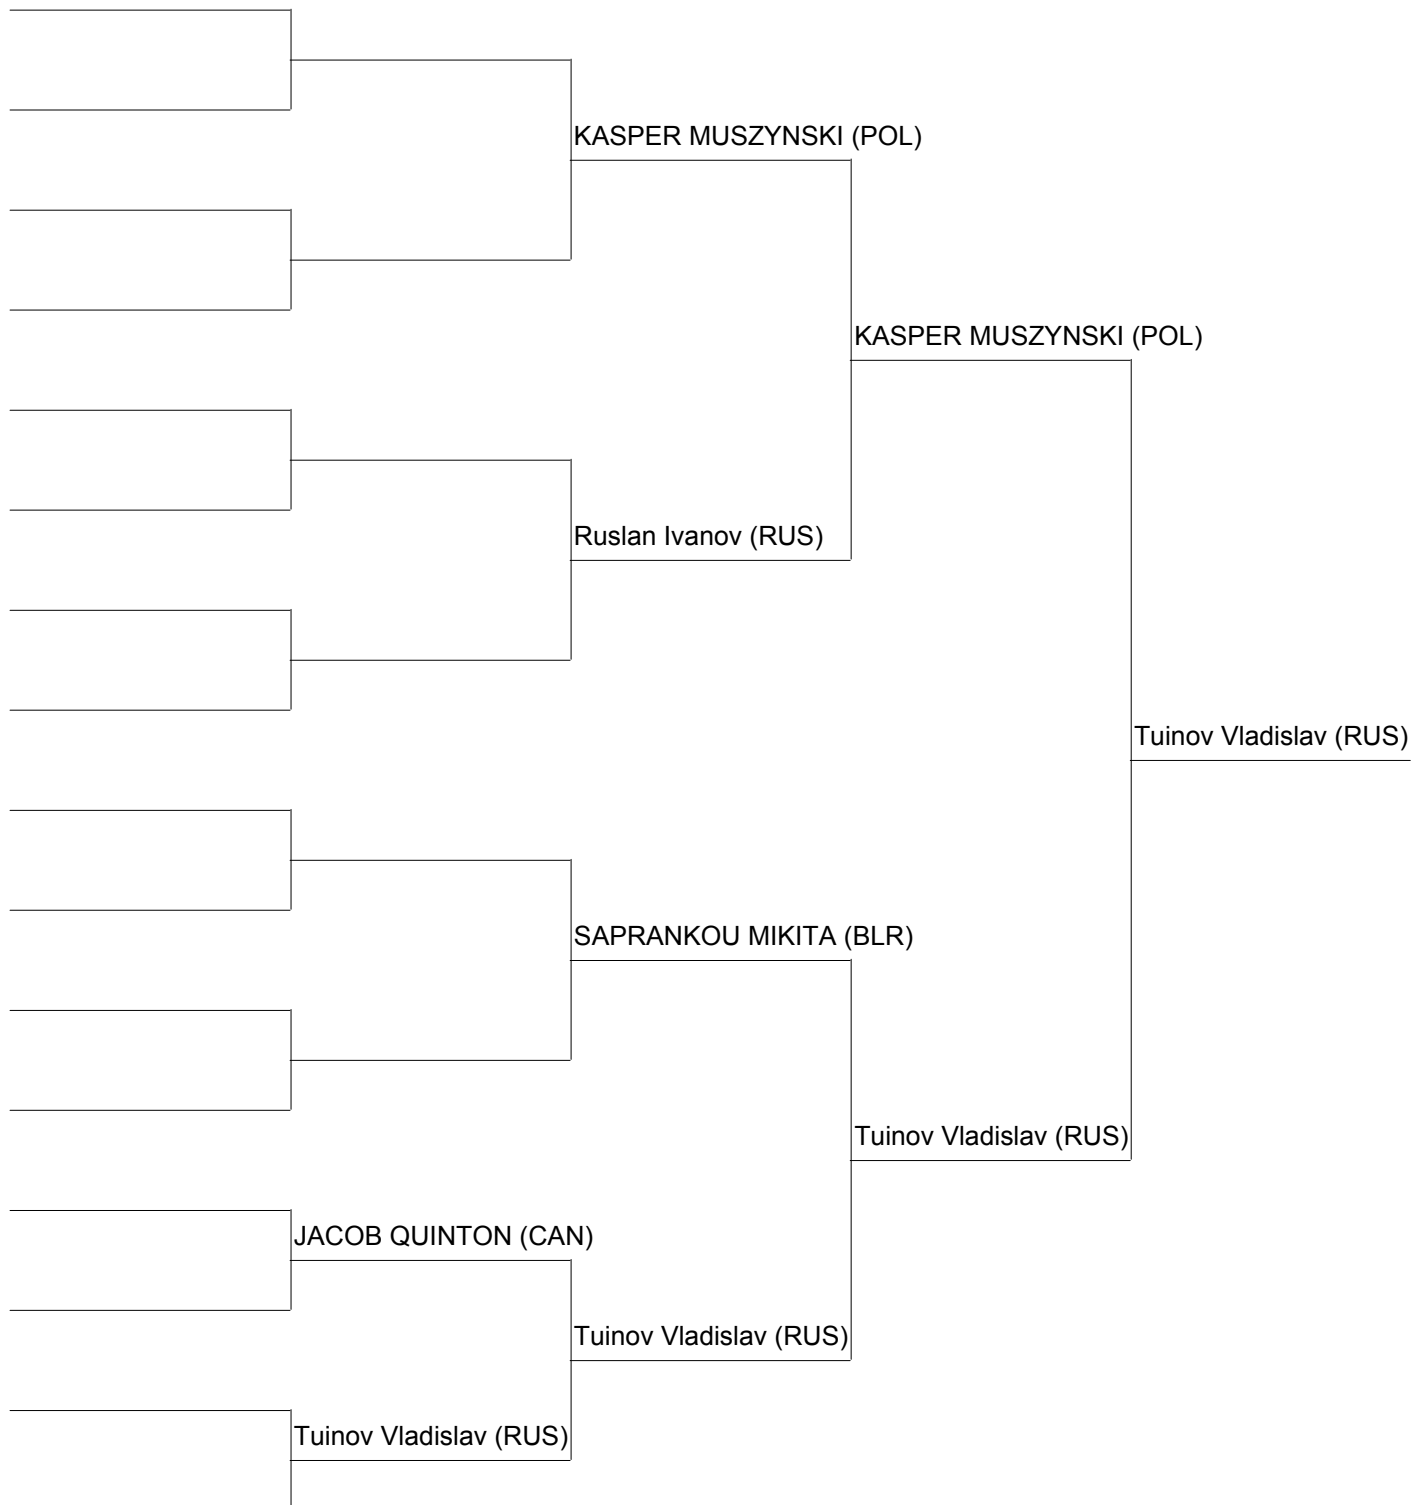 KASPER MUSZYNSKI (POL)
KASPER MUSZYNSKI (POL)
Ruslan Ivanov (RUS)
Tuinov Vladislav (RUS)
SAPRANKOU MIKITA (BLR)
Tuinov Vladislav (RUS)
JACOB QUINTON (CAN)
Tuinov Vladislav (RUS)
Tuinov Vladislav (RUS)